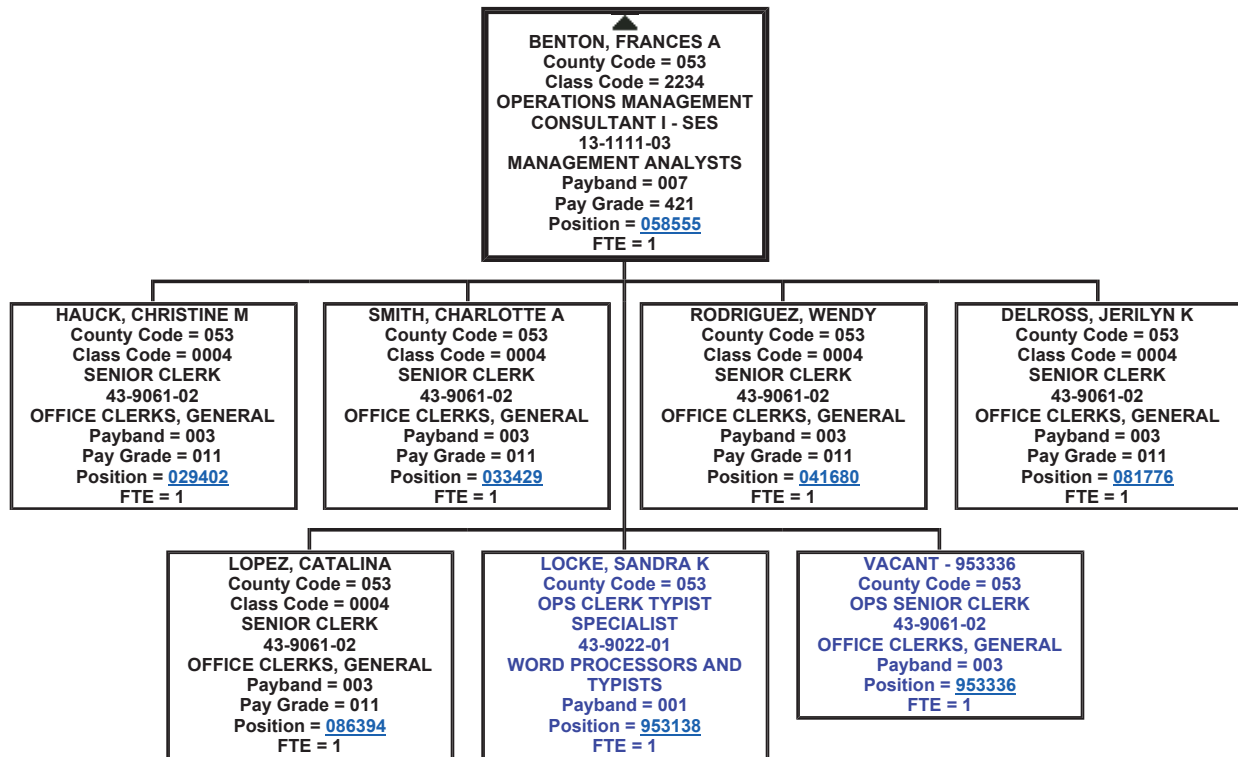 BENTON, FRANCES A
County Code = 053
Class Code = 2234
OPERATIONS MANAGEMENT
CONSULTANT I - SES
13-1111-03
MANAGEMENT ANALYSTS
Payband = 007
Pay Grade = 421
Position = 058555
FTE = 1
HAUCK, CHRISTINE M
County Code = 053
Class Code = 0004
SENIOR CLERK
43-9061-02
OFFICE CLERKS, GENERAL
Payband = 003
Pay Grade = 011
Position = 029402
FTE = 1
SMITH, CHARLOTTE A
County Code = 053
Class Code = 0004
SENIOR CLERK
43-9061-02
OFFICE CLERKS, GENERAL
Payband = 003
Pay Grade = 011
Position = 033429
FTE = 1
RODRIGUEZ, WENDY
County Code = 053
Class Code = 0004
SENIOR CLERK
43-9061-02
OFFICE CLERKS, GENERAL
Payband = 003
Pay Grade = 011
Position = 041680
FTE = 1
DELROSS, JERILYN K
County Code = 053
Class Code = 0004
SENIOR CLERK
43-9061-02
OFFICE CLERKS, GENERAL
Payband = 003
Pay Grade = 011
Position = 081776
FTE = 1
LOPEZ, CATALINA
County Code = 053
Class Code = 0004
SENIOR CLERK
43-9061-02
OFFICE CLERKS, GENERAL
Payband = 003
Pay Grade = 011
Position = 086394
FTE = 1
LOCKE, SANDRA K
County Code = 053
OPS CLERK TYPIST
SPECIALIST
43-9022-01
WORD PROCESSORS AND
TYPISTS
Payband = 001
Position = 953138
FTE = 1
VACANT - 953336
County Code = 053
OPS SENIOR CLERK
43-9061-02
OFFICE CLERKS, GENERAL
Payband = 003
Position = 953336
FTE = 1